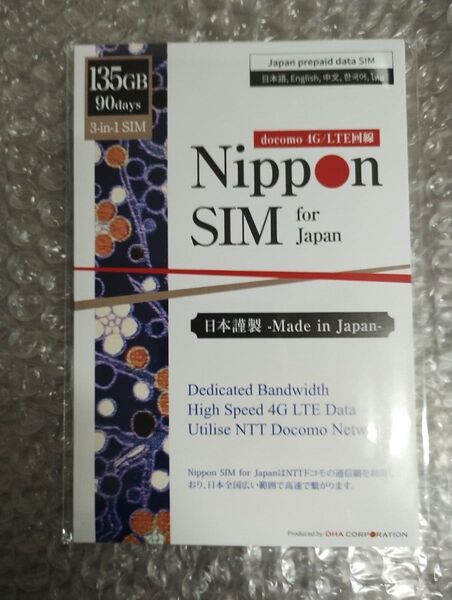 135GB
90days
3-in-1 SIM
Japan prepaid data SIM
日本語, English, 中文, 한국어, ไทย
docomo 4G/LTE回線
Nippon
SIM for
Japan
日本謹製 -Made in Japan-
Dedicated Bandwidth
High Speed 4G LTE Data
Utilise NTT Docomo
Nippon SIM for JapanはNTTドコモの通信網を利用し
おり、日本全国広い範囲で高速で繋がります。
Produced by DHA CORPORATION